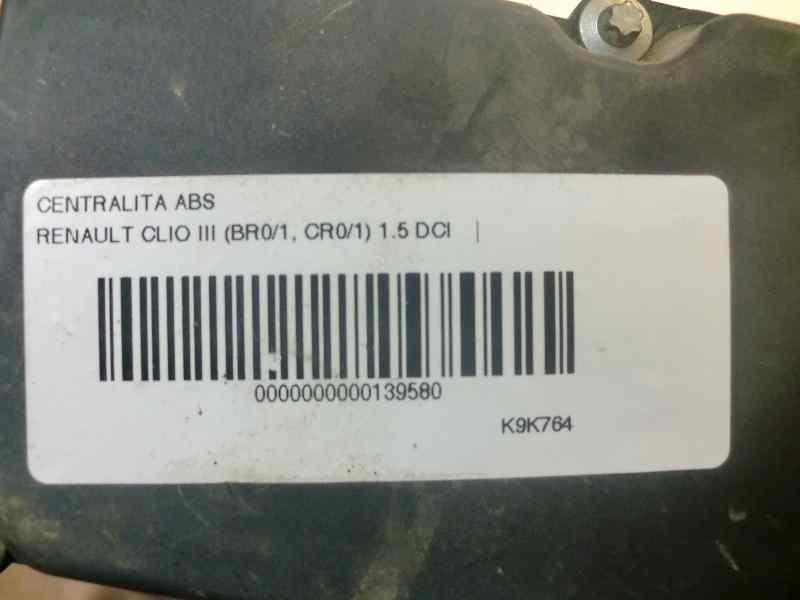 CENTRALITA ABS
RENAULT CLIO III (BR0/1, CR0/1) 1.5 DCI |
0000000000139580
K9K764